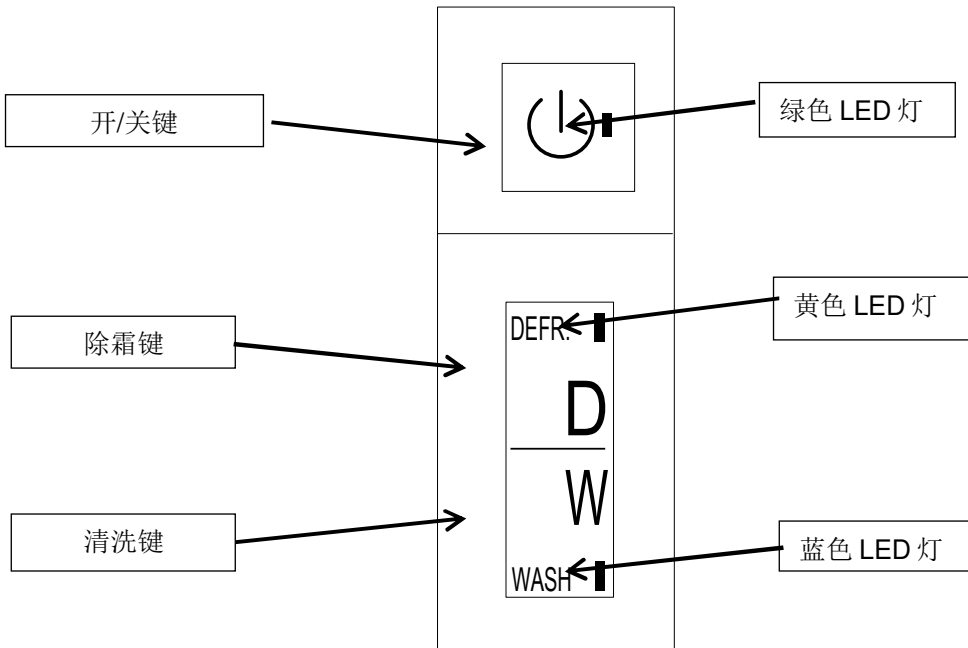 开/关键
绿色 LED 灯
黄色 LED 灯
DEFR.
除霜键
D
W
清洗键
蓝色 LED 灯
WASH